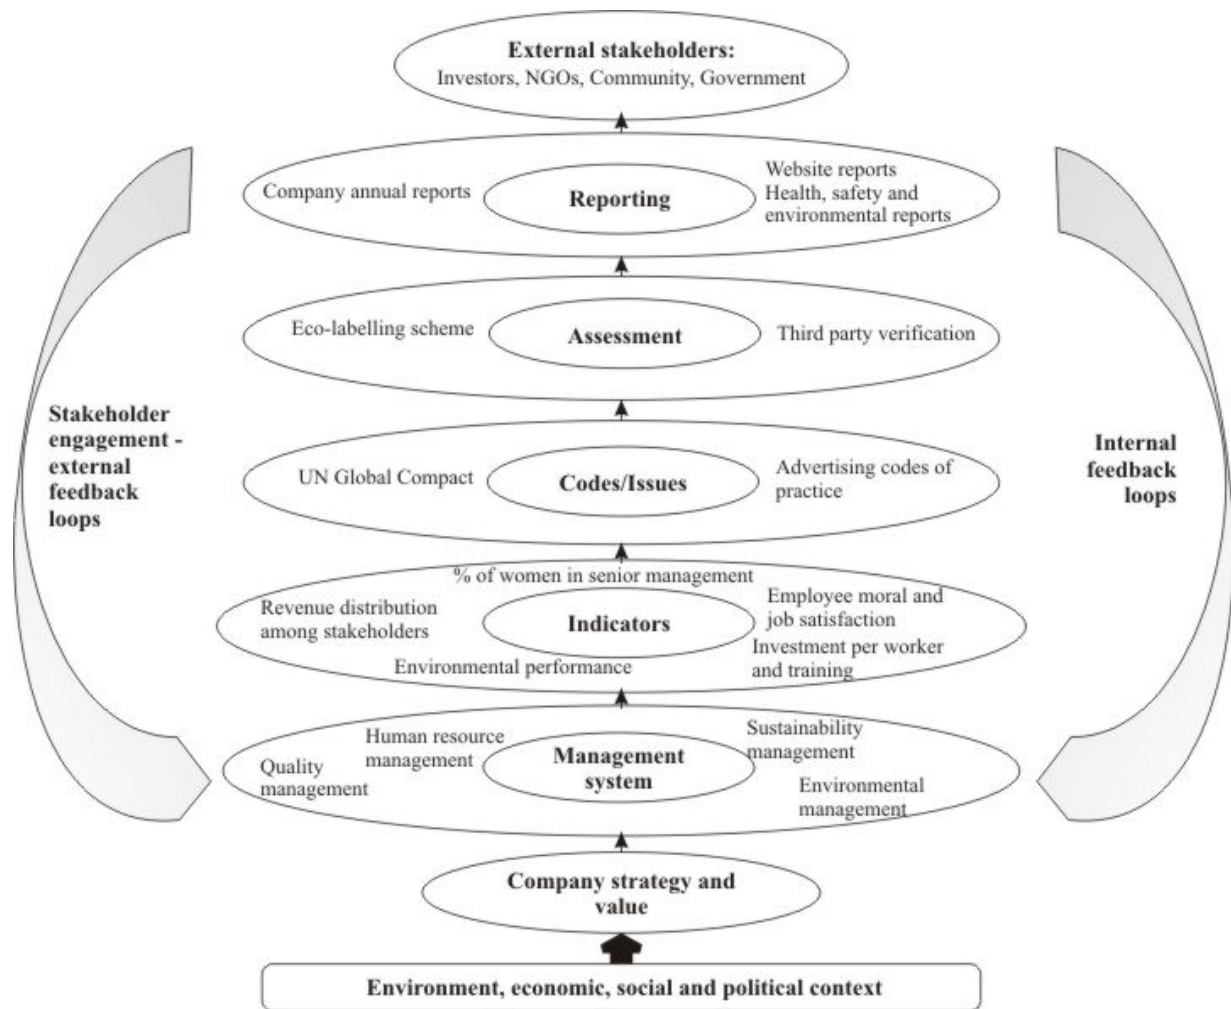 External stakeholders:
Investors, NGOs, Community, Government
Company annual reports
Reporting
Website reports
Health, safety and
environmental reports
Eco-labelling scheme
Assessment
Third party verification
Stakeholder
engagement -
external
feedback
loops
UN Global Compact
Codes/Issues
Advertising codes of
practice
Internal
feedback
loops
% of women in senior management
Revenue distribution
among stakeholders
Indicators
Employee moral and
job satisfaction
Environmental performance
Investment per worker
and training
Quality
management
Human resource
management
Management
system
Sustainability
management
Environmental
management
Company strategy and
value
Environment, economic, social and political context